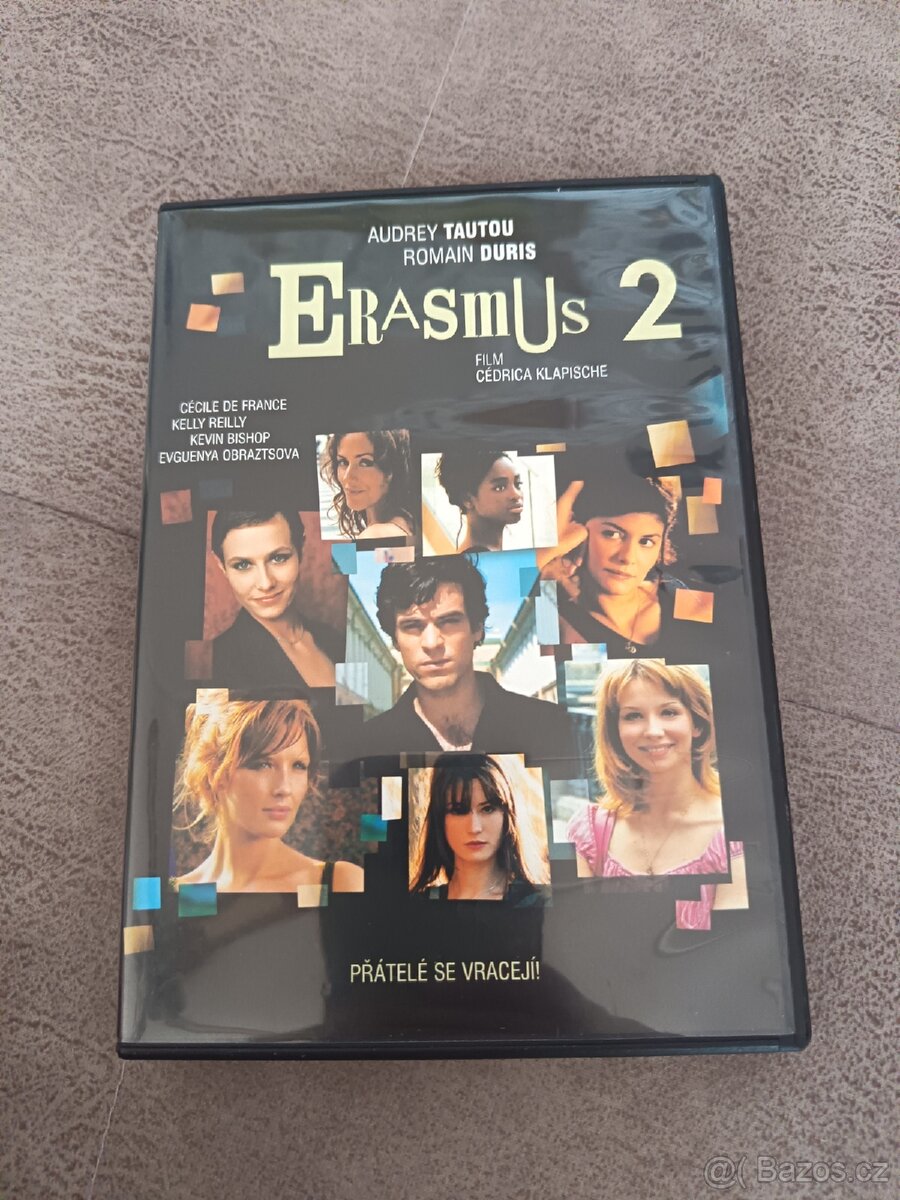 AUDREY TAUTOU
ROMAIN DURIS
ERASMUS 2
FILM
CÉDRICA KLAPISCHE
CÉCILE DE FRANCE
KELLY REILLY
KEVIN BISHOP
EVGUENYA OBRAZTSOVA
PŘÁTELÉ SE VRACEJÍ!
@( Bazos.cz